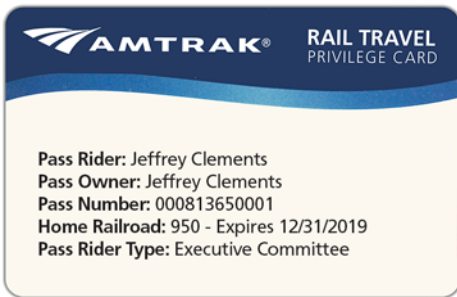 AMTRAK®
RAIL TRAVEL
PRIVILEGE CARD
Pass Rider: Jeffrey Clements
Pass Owner: Jeffrey Clements
Pass Number: 000813650001
Home Railroad: 950 - Expires 12/31/2019
Pass Rider Type: Executive Committee